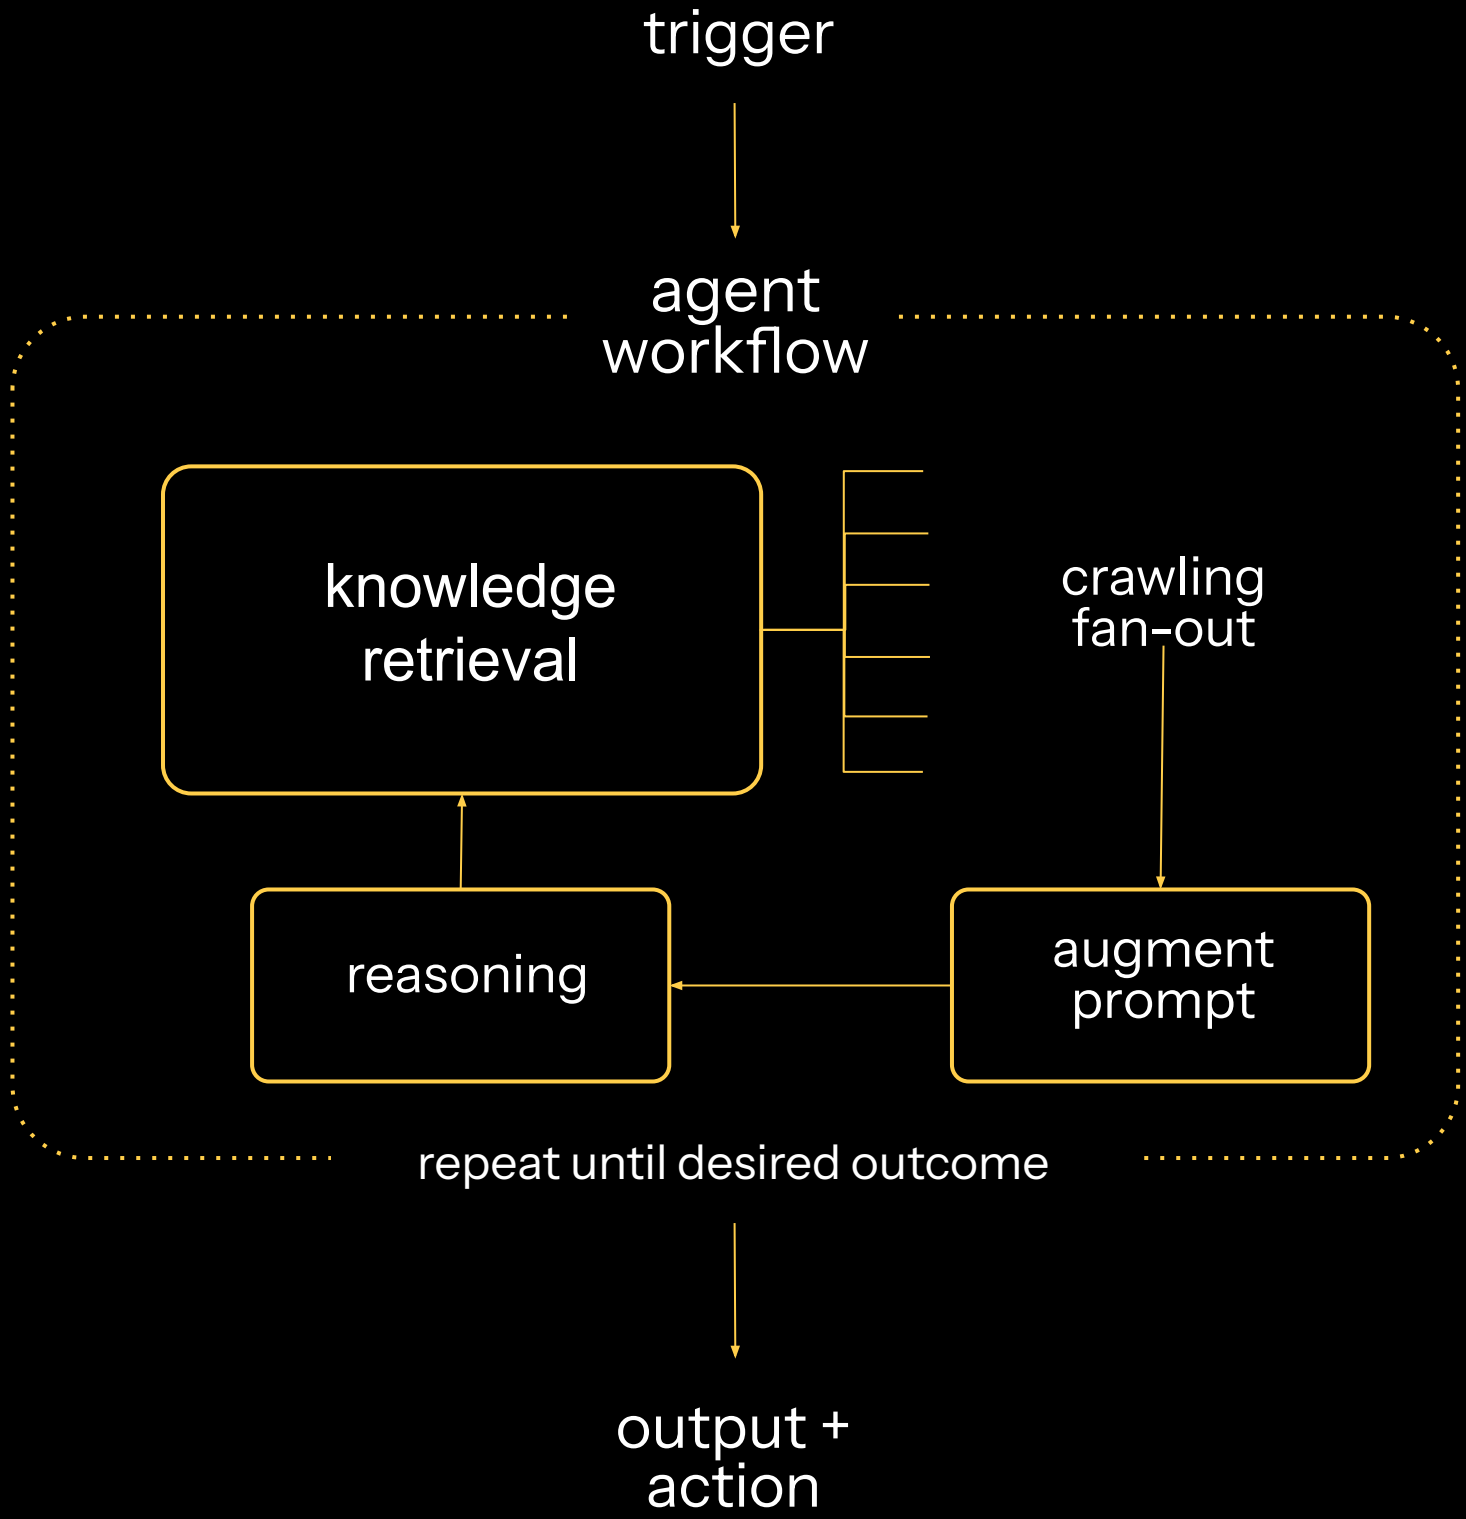 trigger
agent
workflow
knowledge
retrieval
crawling
fan-out
reasoning
augment
prompt
repeat until desired outcome
output +
action